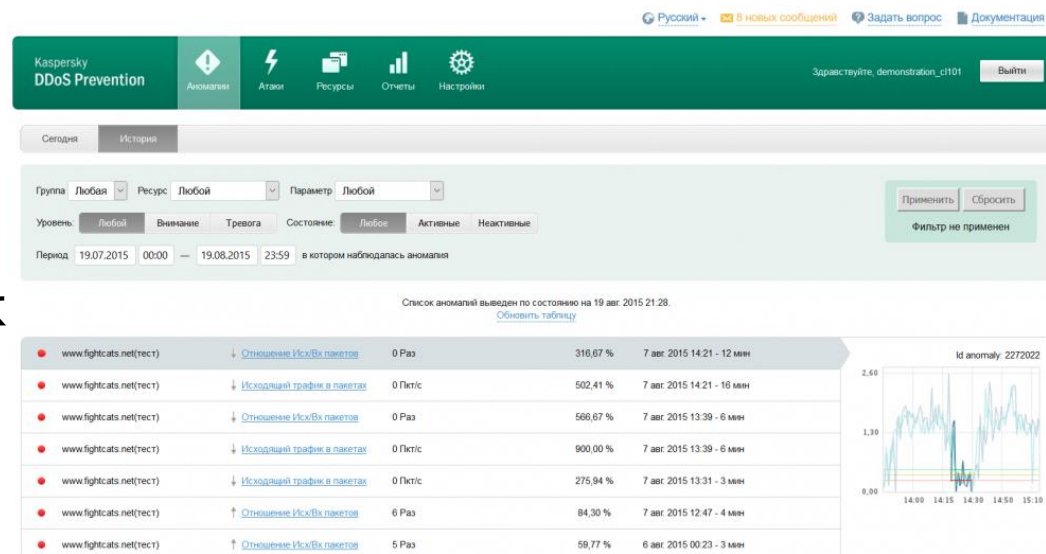 Русский
8 новых сообщений
Задать вопрос
Документация
Kaspersky
DDoS Prevention
Аномалии
Атаки
Ресурсы
Отчеты
Настройки
Здравствуйте, demonstration_cl101
Выйти
Сегодня
История
Группа Любая Ресурс Любой Параметр Любой
Применить Сбросить
Уровень: Любой Внимание Тревога Состояние: Любое Активные Неактивные
Фильтр не применен
Период 19.07.2015 00:00 — 19.08.2015 23:59 в котором наблюдалась аномалия
Список аномалий выведен по состоянию на 19 авг. 2015 21:28.
Обновить таблицу
www.fightcats.net(тест) ↓ Отношение Исх/Вх пакетов 0 Раз 316,67 % 7 авг. 2015 14:21 - 12 мин
www.fightcats.net(тест) ↓ Исходящий трафик в пакетах 0 Пкт/с 502,41 % 7 авг. 2015 14:21 - 16 мин
www.fightcats.net(тест) ↓ Отношение Исх/Вх пакетов 0 Раз 566,67 % 7 авг. 2015 13:39 - 6 мин
www.fightcats.net(тест) ↓ Исходящий трафик в пакетах 0 Пкт/с 900,00 % 7 авг. 2015 13:39 - 6 мин
www.fightcats.net(тест) ↓ Исходящий трафик в пакетах 0 Пкт/с 275,94 % 7 авг. 2015 13:31 - 3 мин
www.fightcats.net(тест) ↑ Отношение Исх/Вх пакетов 6 Раз 84,30 % 7 авг. 2015 12:47 - 4 мин
www.fightcats.net(тест) ↑ Отношение Исх/Вх пакетов 5 Раз 59,77 % 6 авг. 2015 00:23 - 3 мин
Id anomaly: 2272022
2,60
1,30
0,00
14:00 14:15 14:30 14:50 15:10